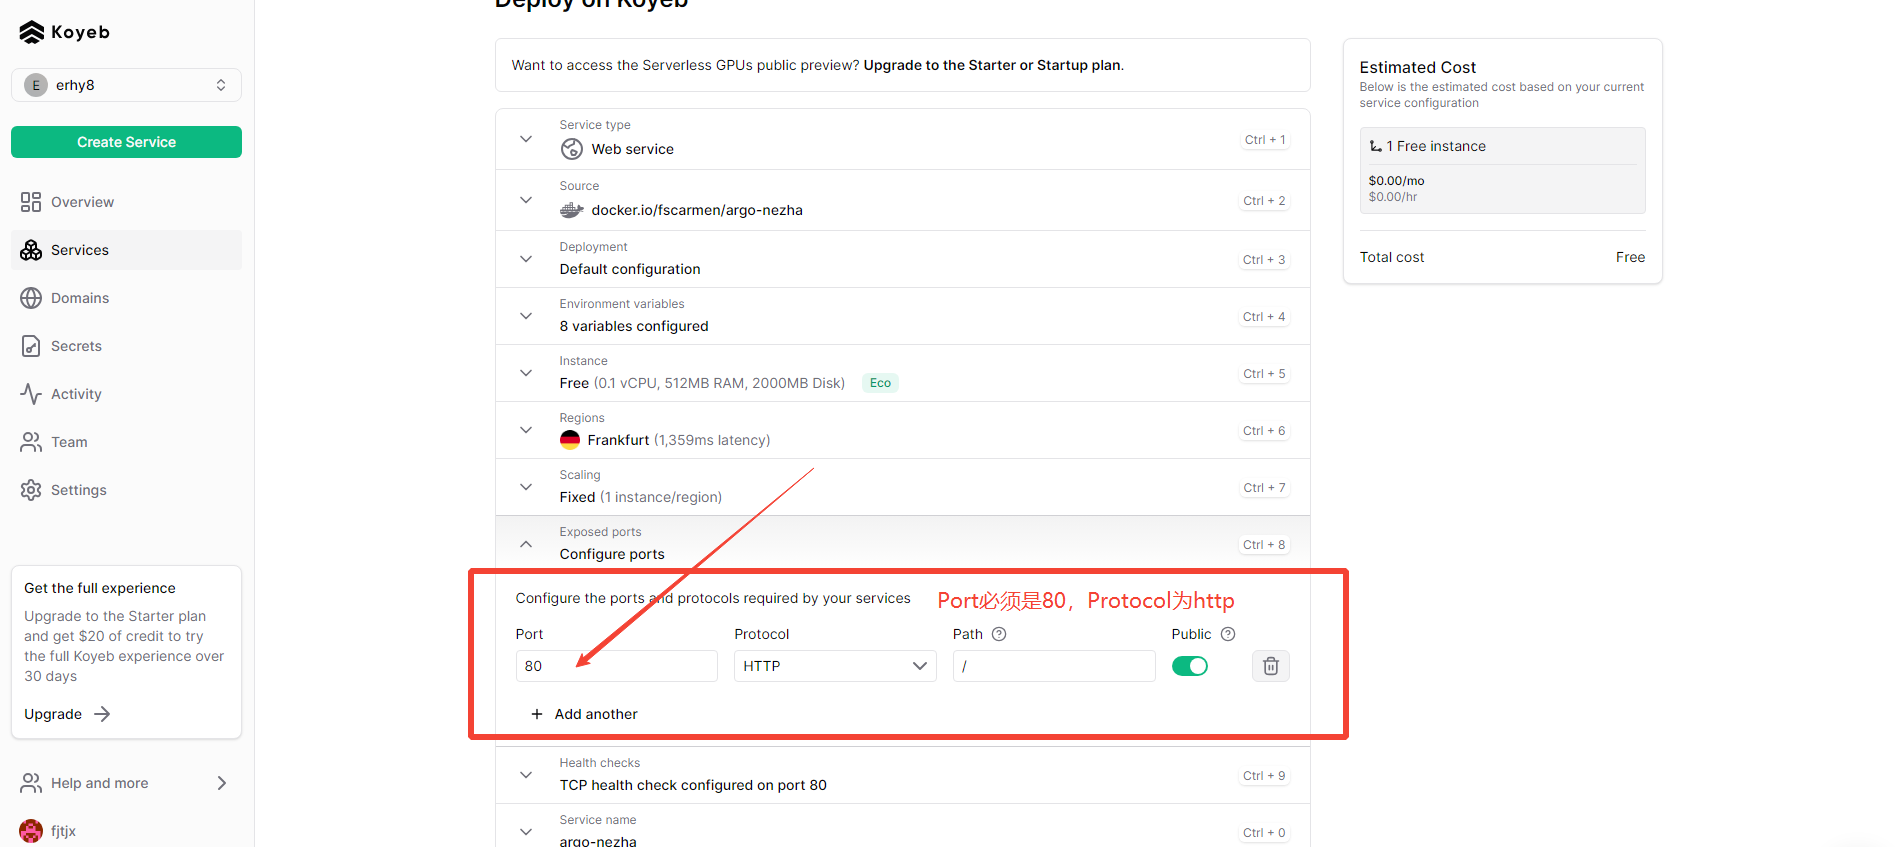 Deploy on Koyeb
Koyeb
E erhy8
Create Service
Overview
Services
Domains
Secrets
Activity
Team
Settings
Get the full experience
Upgrade to the Starter plan
and get $20 of credit to try
the full Koyeb experience over
30 days
Upgrade
Help and more
fjtjx
Want to access the Serverless GPUs public preview? Upgrade to the Starter or Startup plan.
Service type
Web service
Ctrl + 1
Source
docker.io/fscarmen/argo-nezha
Ctrl + 2
Deployment
Default configuration
Ctrl + 3
Environment variables
8 variables configured
Ctrl + 4
Instance
Free (0.1 vCPU, 512MB RAM, 2000MB Disk) Eco
Ctrl + 5
Regions
Frankfurt (1,359ms latency)
Ctrl + 6
Scaling
Fixed (1 instance/region)
Ctrl + 7
Exposed ports
Configure ports
Ctrl + 8
Configure the ports and protocols required by your services
Port必须是80，Protocol为http
Port Protocol Path Public
80 HTTP /
+ Add another
Health checks
TCP health check configured on port 80
Ctrl + 9
Service name
argo-nezha
Ctrl + 0
Estimated Cost
Below is the estimated cost based on your current
service configuration
1 Free instance
$0.00/mo
$0.00/hr
Total cost Free